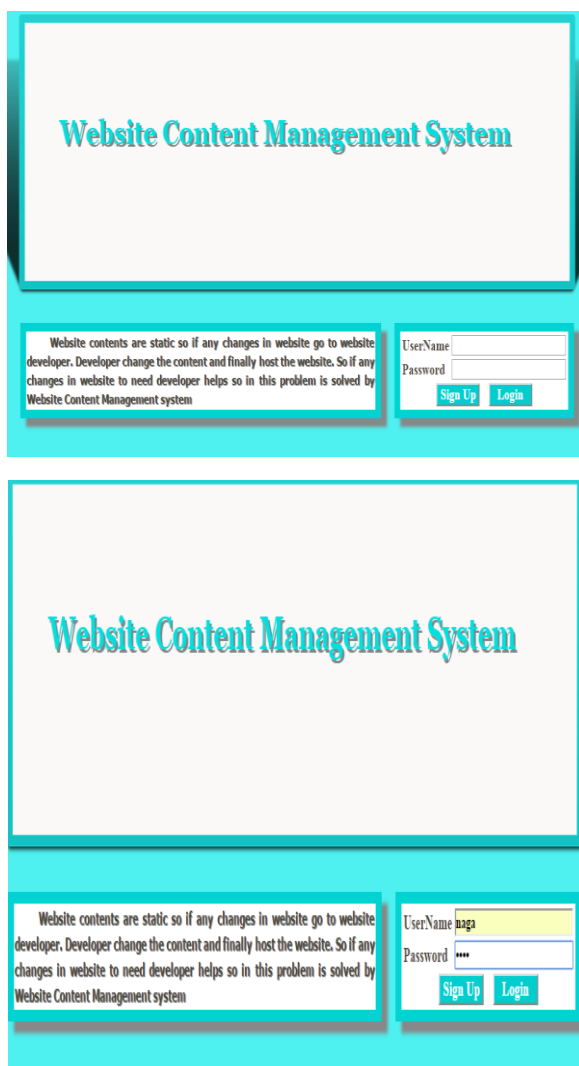 Website Content Management System
Website contents are static so if any changes in website go to website
developer. Developer change the content and finally host the website. So if any
changes in website to need developer helps so in this problem is solved by
Website Content Management system
UserName
Password
Sign Up Login
Website Content Management System
Website contents are static so if any changes in website go to website
developer. Developer change the content and finally host the website. So if any
changes in website to need developer helps so in this problem is solved by
Website Content Management system
UserName naga
Password ••••
Sign Up Login